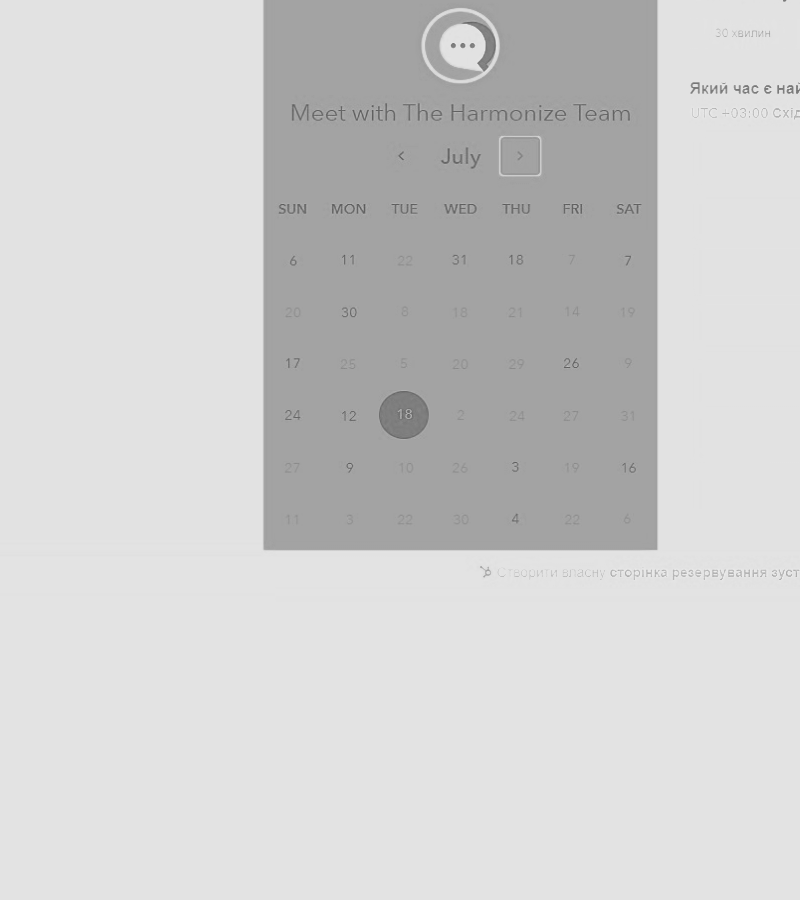 30 хвилин
Meet with The Harmonize Team
Який час є най
UTC +03:00 Схід
July
SUN MON TUE WED THU FRI SAT
6 11 22 31 18 7 7
20 30 8 18 21 14 19
17 25 5 20 29 26 9
24 12 18 2 24 27 31
27 9 10 26 3 19 16
11 3 22 30 4 22 6
Створити власну сторінка резервування зуст